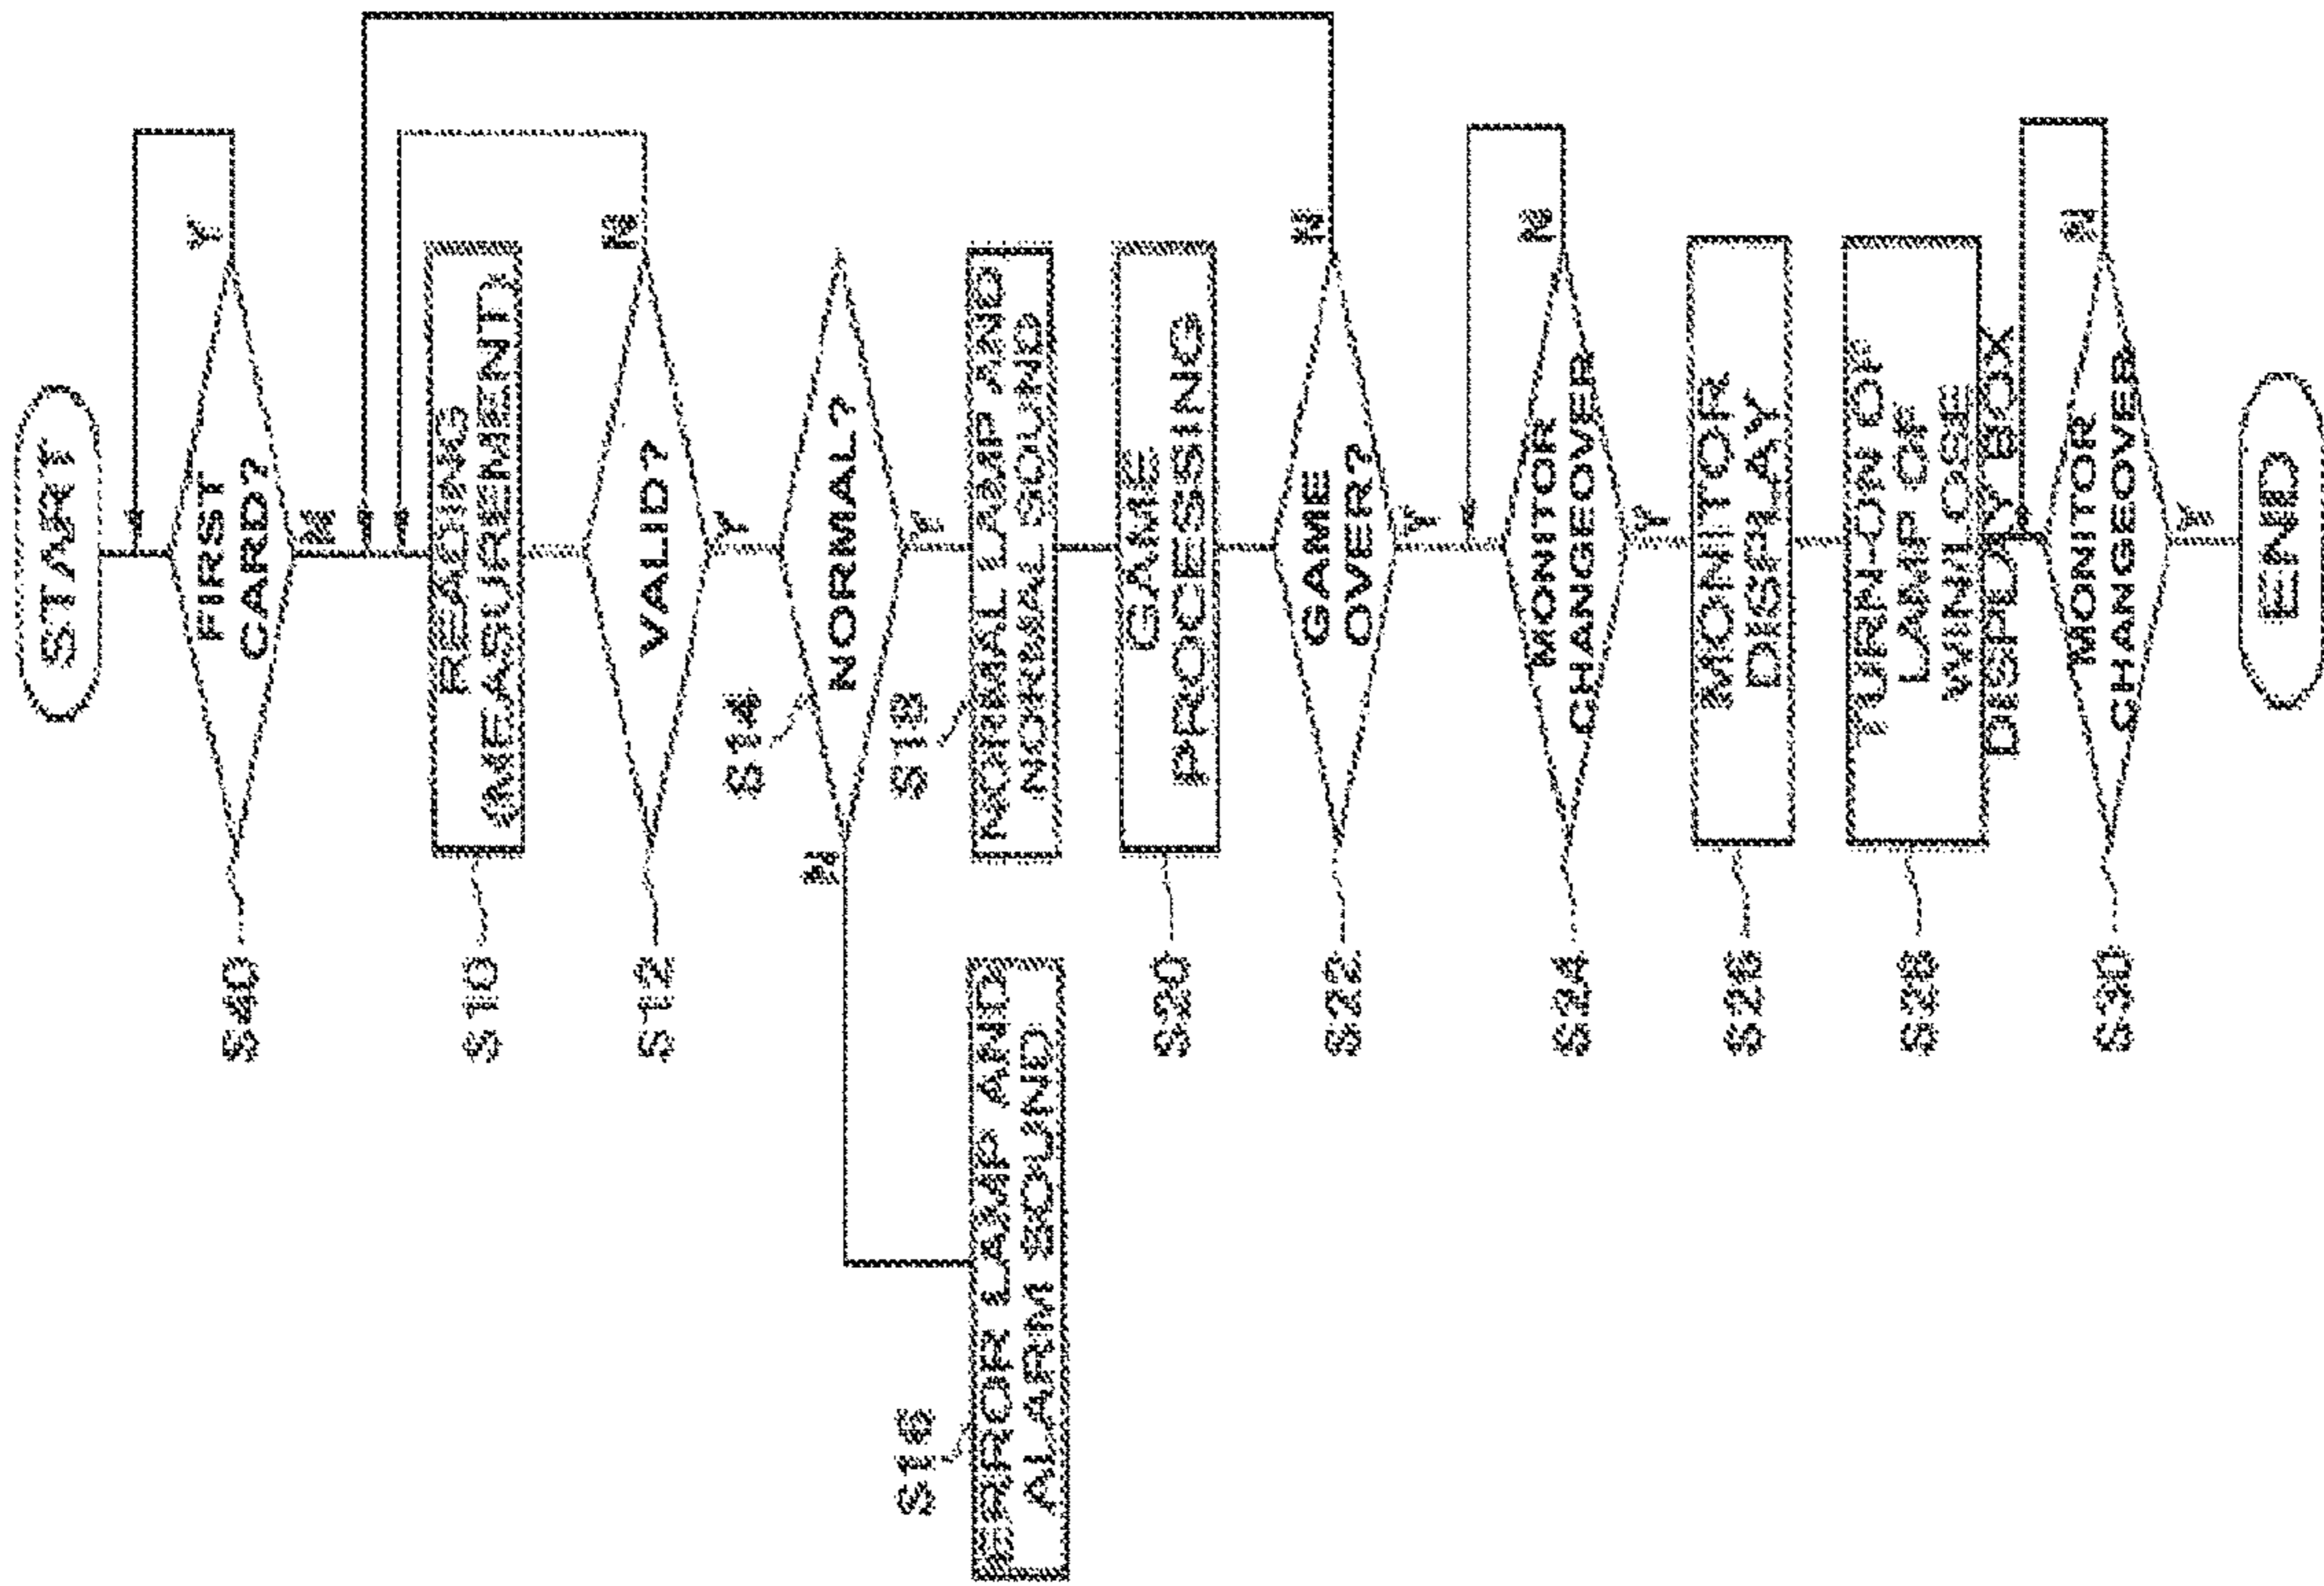 START
FIRST
CARD?
Y
N
S40
READING
(MEASUREMENT)
S10
VALID?
N
Y
S12
NORMAL?
S14
N
Y
ERROR LAMP AND
ALARM SOUND
S16
NORMAL LAMP AND
NORMAL SOUND
S18
GAME
PROCESSING
S20
GAME
OVER?
N
Y
S22
MONITOR
CHANGEOVER
N
Y
S24
MONITOR
DISPLAY
S26
TURN-ON OF
LAMP OF
WIN LOSE
DISPLAY BOX
S28
MONITOR
CHANGEOVER
N
Y
S30
END